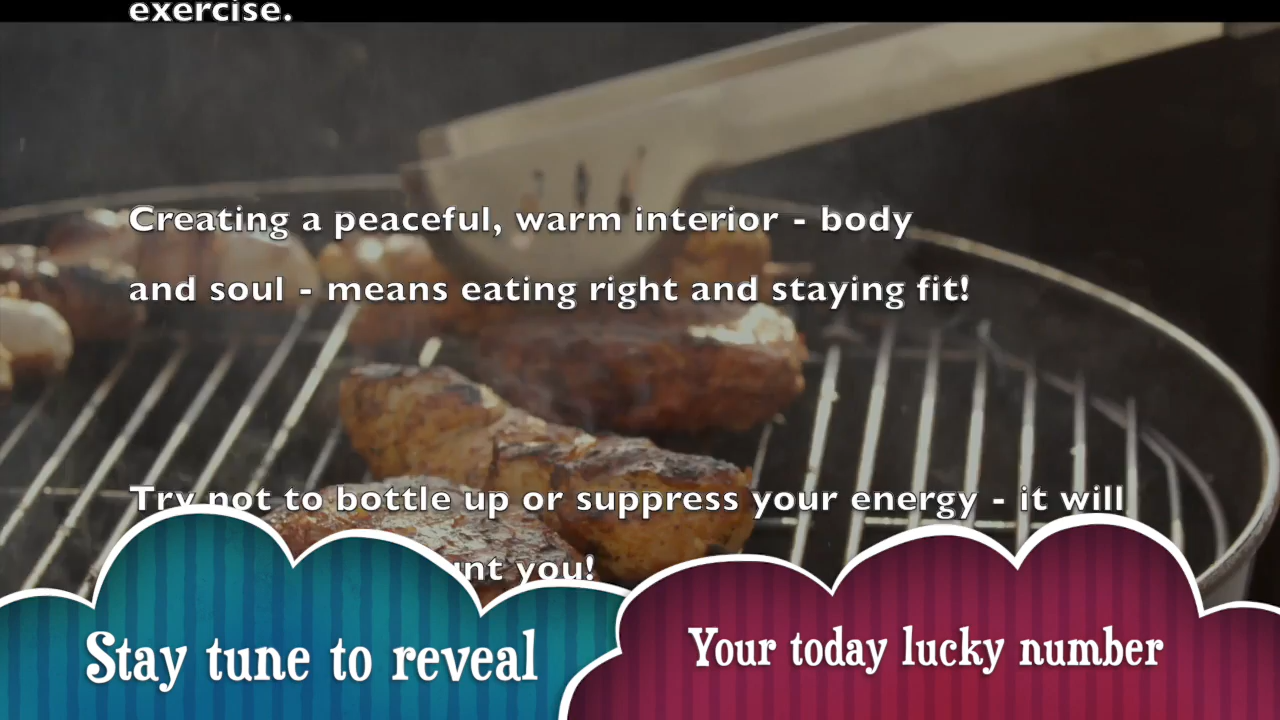 exercise.
Creating a peaceful, warm interior - body
and soul - means eating right and staying fit!
Try not to bottle up or suppress your energy - it will
you!
Stay tune to reveal
Your today lucky number